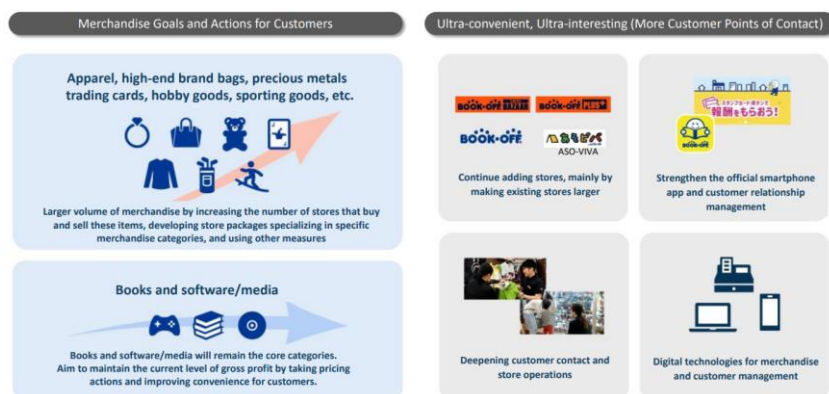 Merchandise Goals and Actions for Customers
Apparel, high-end brand bags, precious metals
trading cards, hobby goods, sporting goods, etc.
Larger volume of merchandise by increasing the number of stores that buy
and sell these items, developing store packages specializing in specific
merchandise categories, and using other measures
Books and software/media
Books and software/media will remain the core categories.
Aim to maintain the current level of gross profit by taking pricing
actions and improving convenience for customers.
Ultra-convenient, Ultra-interesting (More Customer Points of Contact)
BOOK-OFF
BOOK-OFF PLUS
BOOK-OFF
あそビバ
ASO-VIVA
Continue adding stores, mainly by
making existing stores larger
報酬をもらおう!
BOOK-OFF
Strengthen the official smartphone
app and customer relationship
management
Deepening customer contact and
store operations
Digital technologies for merchandise
and customer management